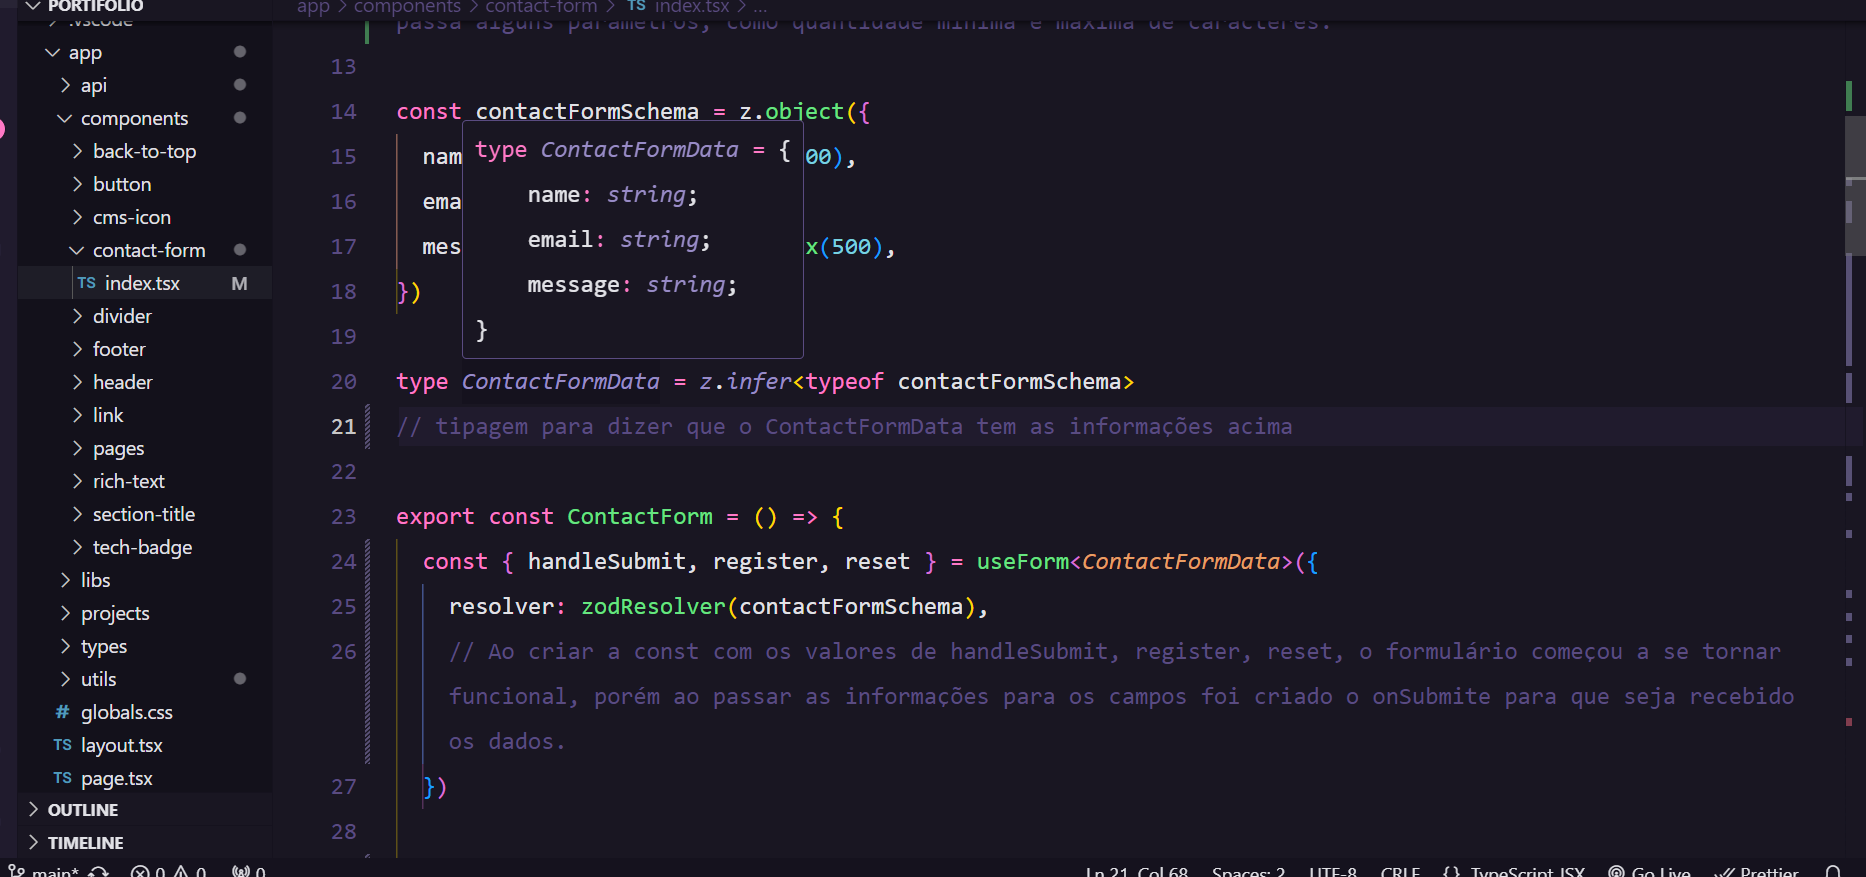 PORTIFOLIO
.vscode
app
api
components
back-to-top
button
cms-icon
contact-form
TS index.tsx M
divider
footer
header
link
pages
rich-text
section-title
tech-badge
libs
projects
types
utils
# globals.css
TS layout.tsx
TS page.tsx
OUTLINE
TIMELINE
app > components > contact-form > TS index.tsx > ...
passa alguns parametros, como quantidade minima e maxima de caracteres.
13
14 const contactFormSchema = z.object({
15 nam 00),
16 ema
17 mes x(500),
18 })
19
type ContactFormData = {
name: string;
email: string;
message: string;
}
20 type ContactFormData = z.infer<typeof contactFormSchema>
21 // tipagem para dizer que o ContactFormData tem as informações acima
22
23 export const ContactForm = () => {
24 const { handleSubmit, register, reset } = useForm<ContactFormData>({
25 resolver: zodResolver(contactFormSchema),
26 // Ao criar a const com os valores de handleSubmit, register, reset, o formulário começou a se tornar
funcional, porém ao passar as informações para os campos foi criado o onSubmite para que seja recebido
os dados.
27 })
28
main* 0 0 0 Ln 21, Col 68 Spaces: 2 UTF-8 CRLF {} TypeScript JSX Go Live Prettier